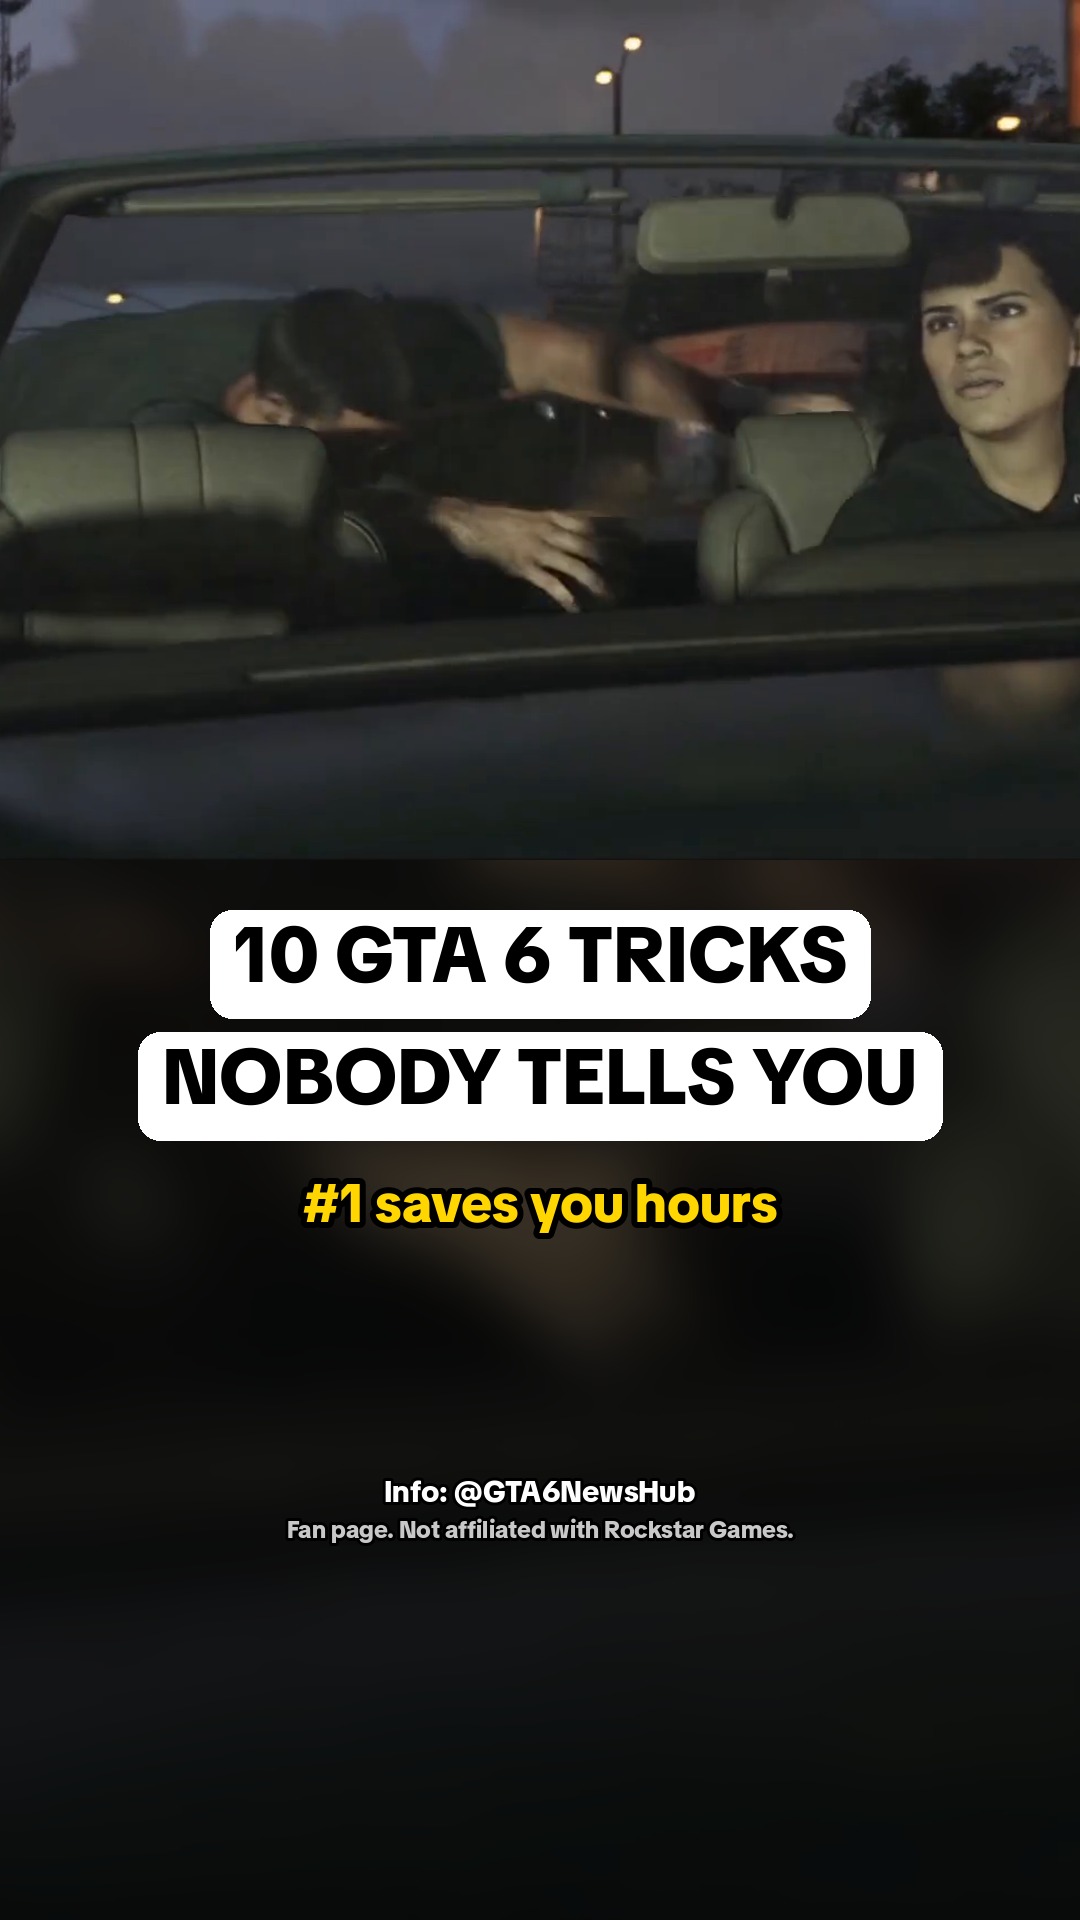 10 GTA 6 TRICKS
NOBODY TELLS YOU
#1 saves you hours
Info: @GTA6NewsHub
Fan page. Not affiliated with Rockstar Games.